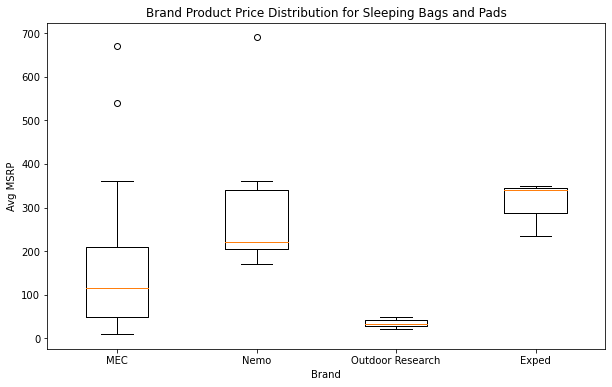 Brand Product Price Distribution for Sleeping Bags and Pads
700
600
500
400
300
200
100
0
Avg MSRP
MEC Nemo Outdoor Research Exped
Brand